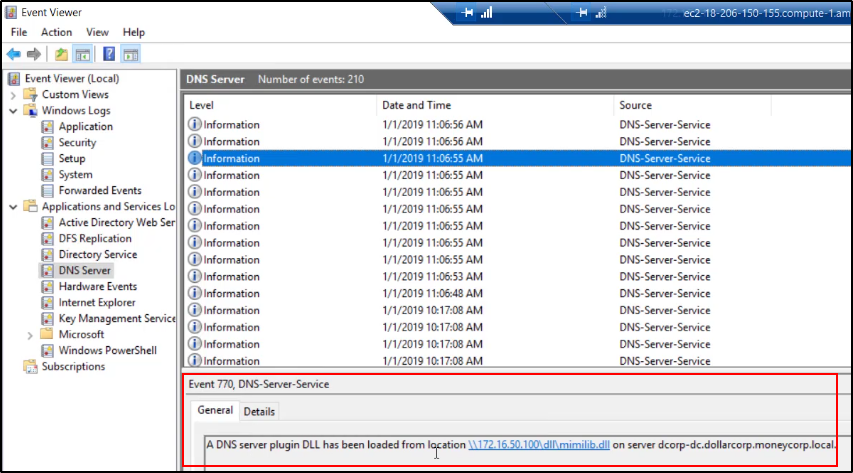 Event Viewer
ec2-18-206-150-155.compute-1.am
File Action View Help
Event Viewer (Local)
Custom Views
Windows Logs
Application
Security
Setup
System
Forwarded Events
Applications and Services Lo
Active Directory Web Ser
DFS Replication
Directory Service
DNS Server
Hardware Events
Internet Explorer
Key Management Service
Microsoft
Windows PowerShell
Subscriptions
DNS Server Number of events: 210
Level Date and Time Source
Information 1/1/2019 11:06:56 AM DNS-Server-Service
Information 1/1/2019 11:06:56 AM DNS-Server-Service
Information 1/1/2019 11:06:55 AM DNS-Server-Service
Information 1/1/2019 11:06:55 AM DNS-Server-Service
Information 1/1/2019 11:06:55 AM DNS-Server-Service
Information 1/1/2019 11:06:55 AM DNS-Server-Service
Information 1/1/2019 11:06:55 AM DNS-Server-Service
Information 1/1/2019 11:06:55 AM DNS-Server-Service
Information 1/1/2019 11:06:55 AM DNS-Server-Service
Information 1/1/2019 11:06:53 AM DNS-Server-Service
Information 1/1/2019 11:06:48 AM DNS-Server-Service
Information 1/1/2019 10:17:08 AM DNS-Server-Service
Information 1/1/2019 10:17:08 AM DNS-Server-Service
Information 1/1/2019 10:17:08 AM DNS-Server-Service
Information 1/1/2019 10:17:08 AM DNS-Server-Service
Event 770, DNS-Server-Service
General Details
A DNS server plugin DLL has been loaded from location \\172.16.50.100\dll\mimilib.dll on server dcorp-dc.dollarcorp.moneycorp.local.